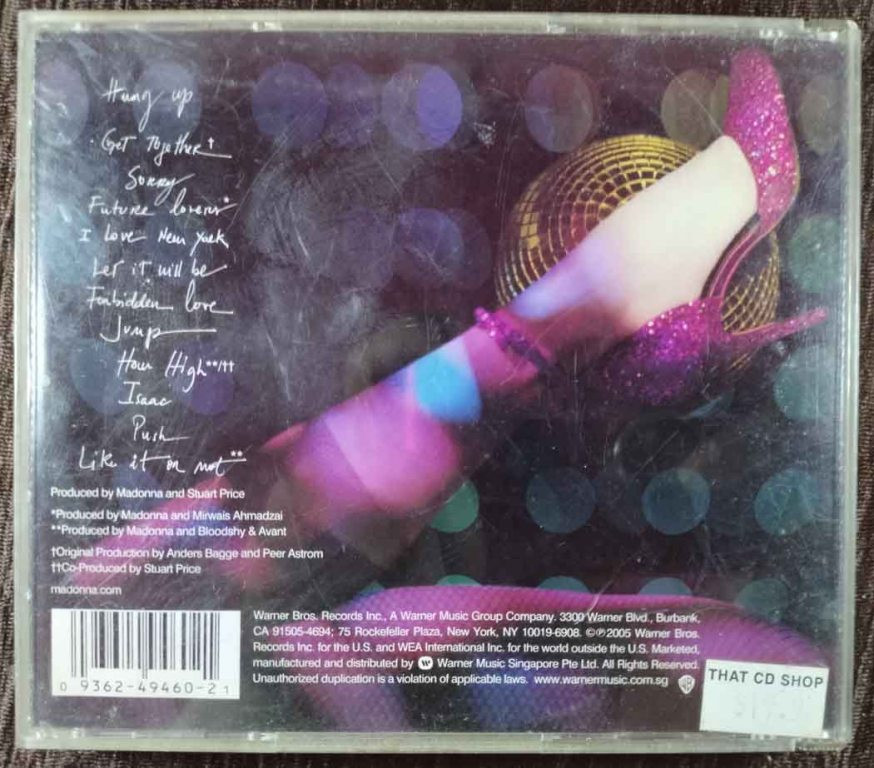 Hung up
Get Together†
Sorry
Future lovers*
I Love New York
Let it will be
Forbidden love
Jump
How High**/††
Isaac
Push
Like it or not**
Produced by Madonna and Stuart Price
*Produced by Madonna and Mirwais Ahmadzai
**Produced by Madonna and Bloodshy & Avant
†Original Production by Anders Bagge and Peer Astrom
††Co-Produced by Stuart Price
madonna.com
Warner Bros. Records Inc., A Warner Music Group Company. 3300 Warner Blvd., Burbank,
CA 91505-4694; 75 Rockefeller Plaza, New York, NY 10019-6908. ©℗2005 Warner Bros.
Records Inc. for the U.S. and WEA International Inc. for the world outside the U.S. Marketed,
manufactured and distributed by Warner Music Singapore Pte Ltd. All Rights Reserved.
Unauthorized duplication is a violation of applicable laws. www.warnermusic.com.sg
0 9362-49460-2 1
THAT CD SHOP